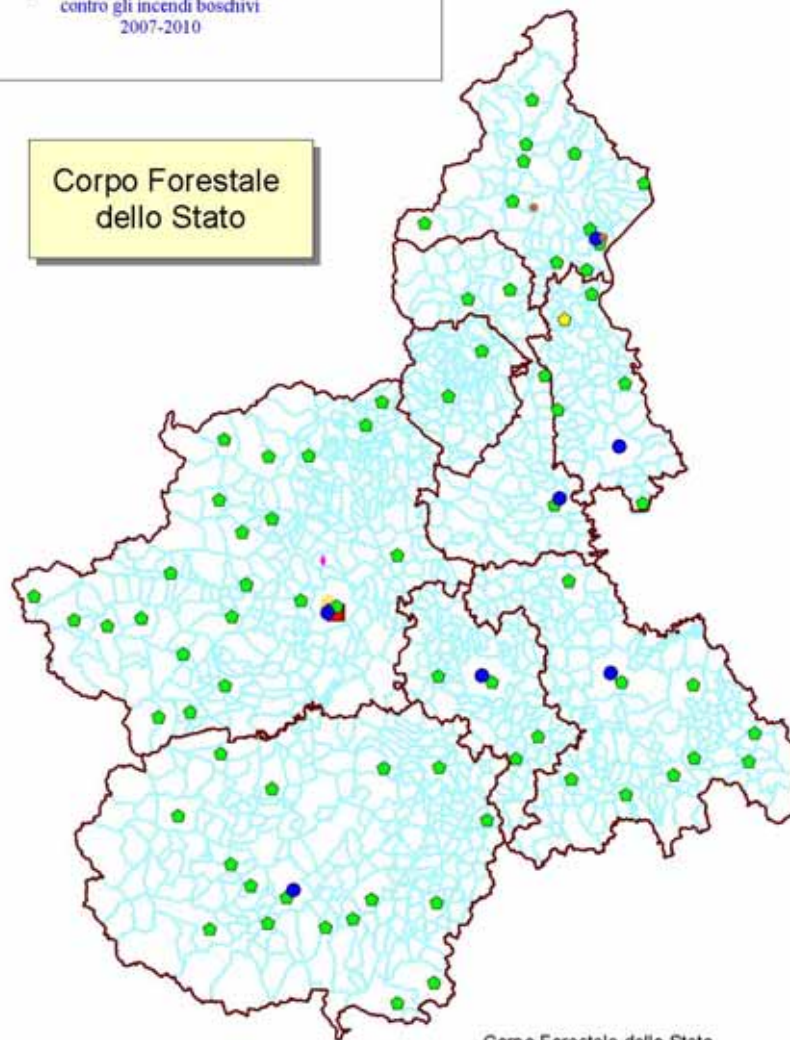 contro gli incendi boschivi
2007-2010
Corpo Forestale
dello Stato
Corpo Forestale dello Stato